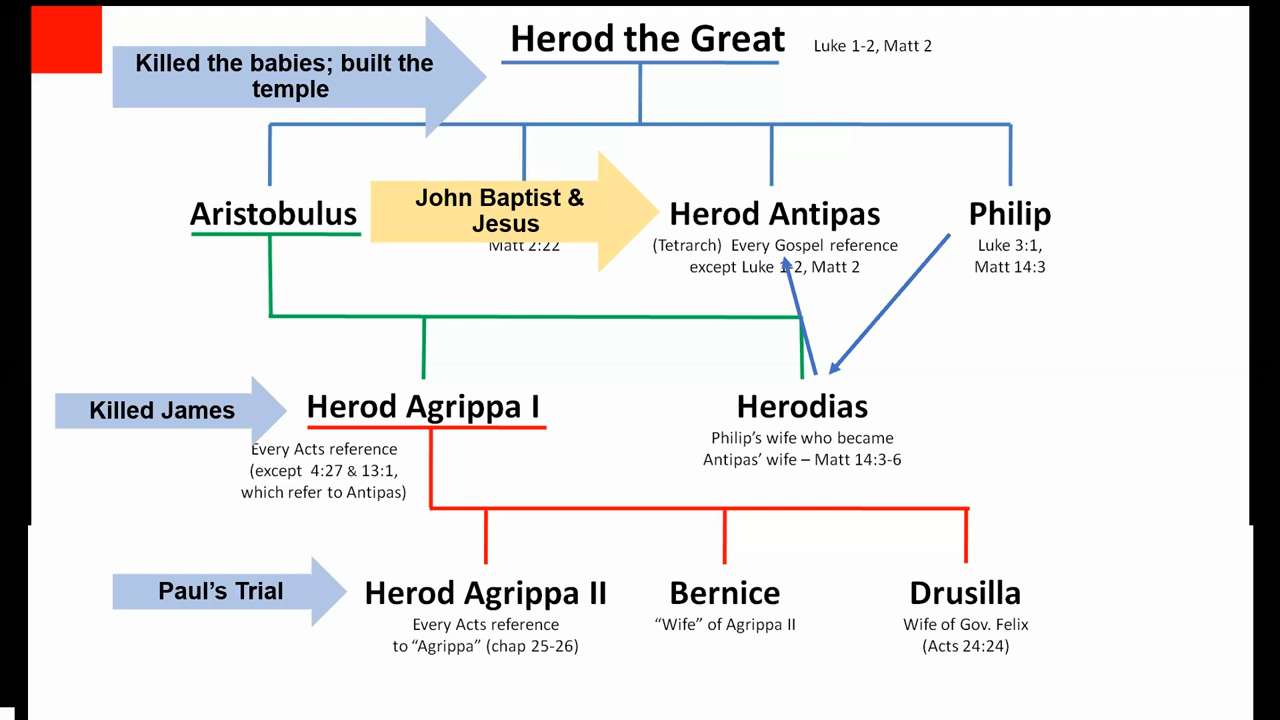 Herod the Great
Luke 1-2, Matt 2
Killed the babies; built the
temple
Aristobulus
John Baptist &
Jesus
Matt 2:22
Herod Antipas
(Tetrarch) Every Gospel reference
except Luke 1-2, Matt 2
Philip
Luke 3:1,
Matt 14:3
Killed James
Herod Agrippa I
Every Acts reference
(except 4:27 & 13:1,
which refer to Antipas)
Herodias
Philip's wife who became
Antipas' wife – Matt 14:3-6
Paul's Trial
Herod Agrippa II
Every Acts reference
to "Agrippa" (chap 25-26)
Bernice
"Wife" of Agrippa II
Drusilla
Wife of Gov. Felix
(Acts 24:24)